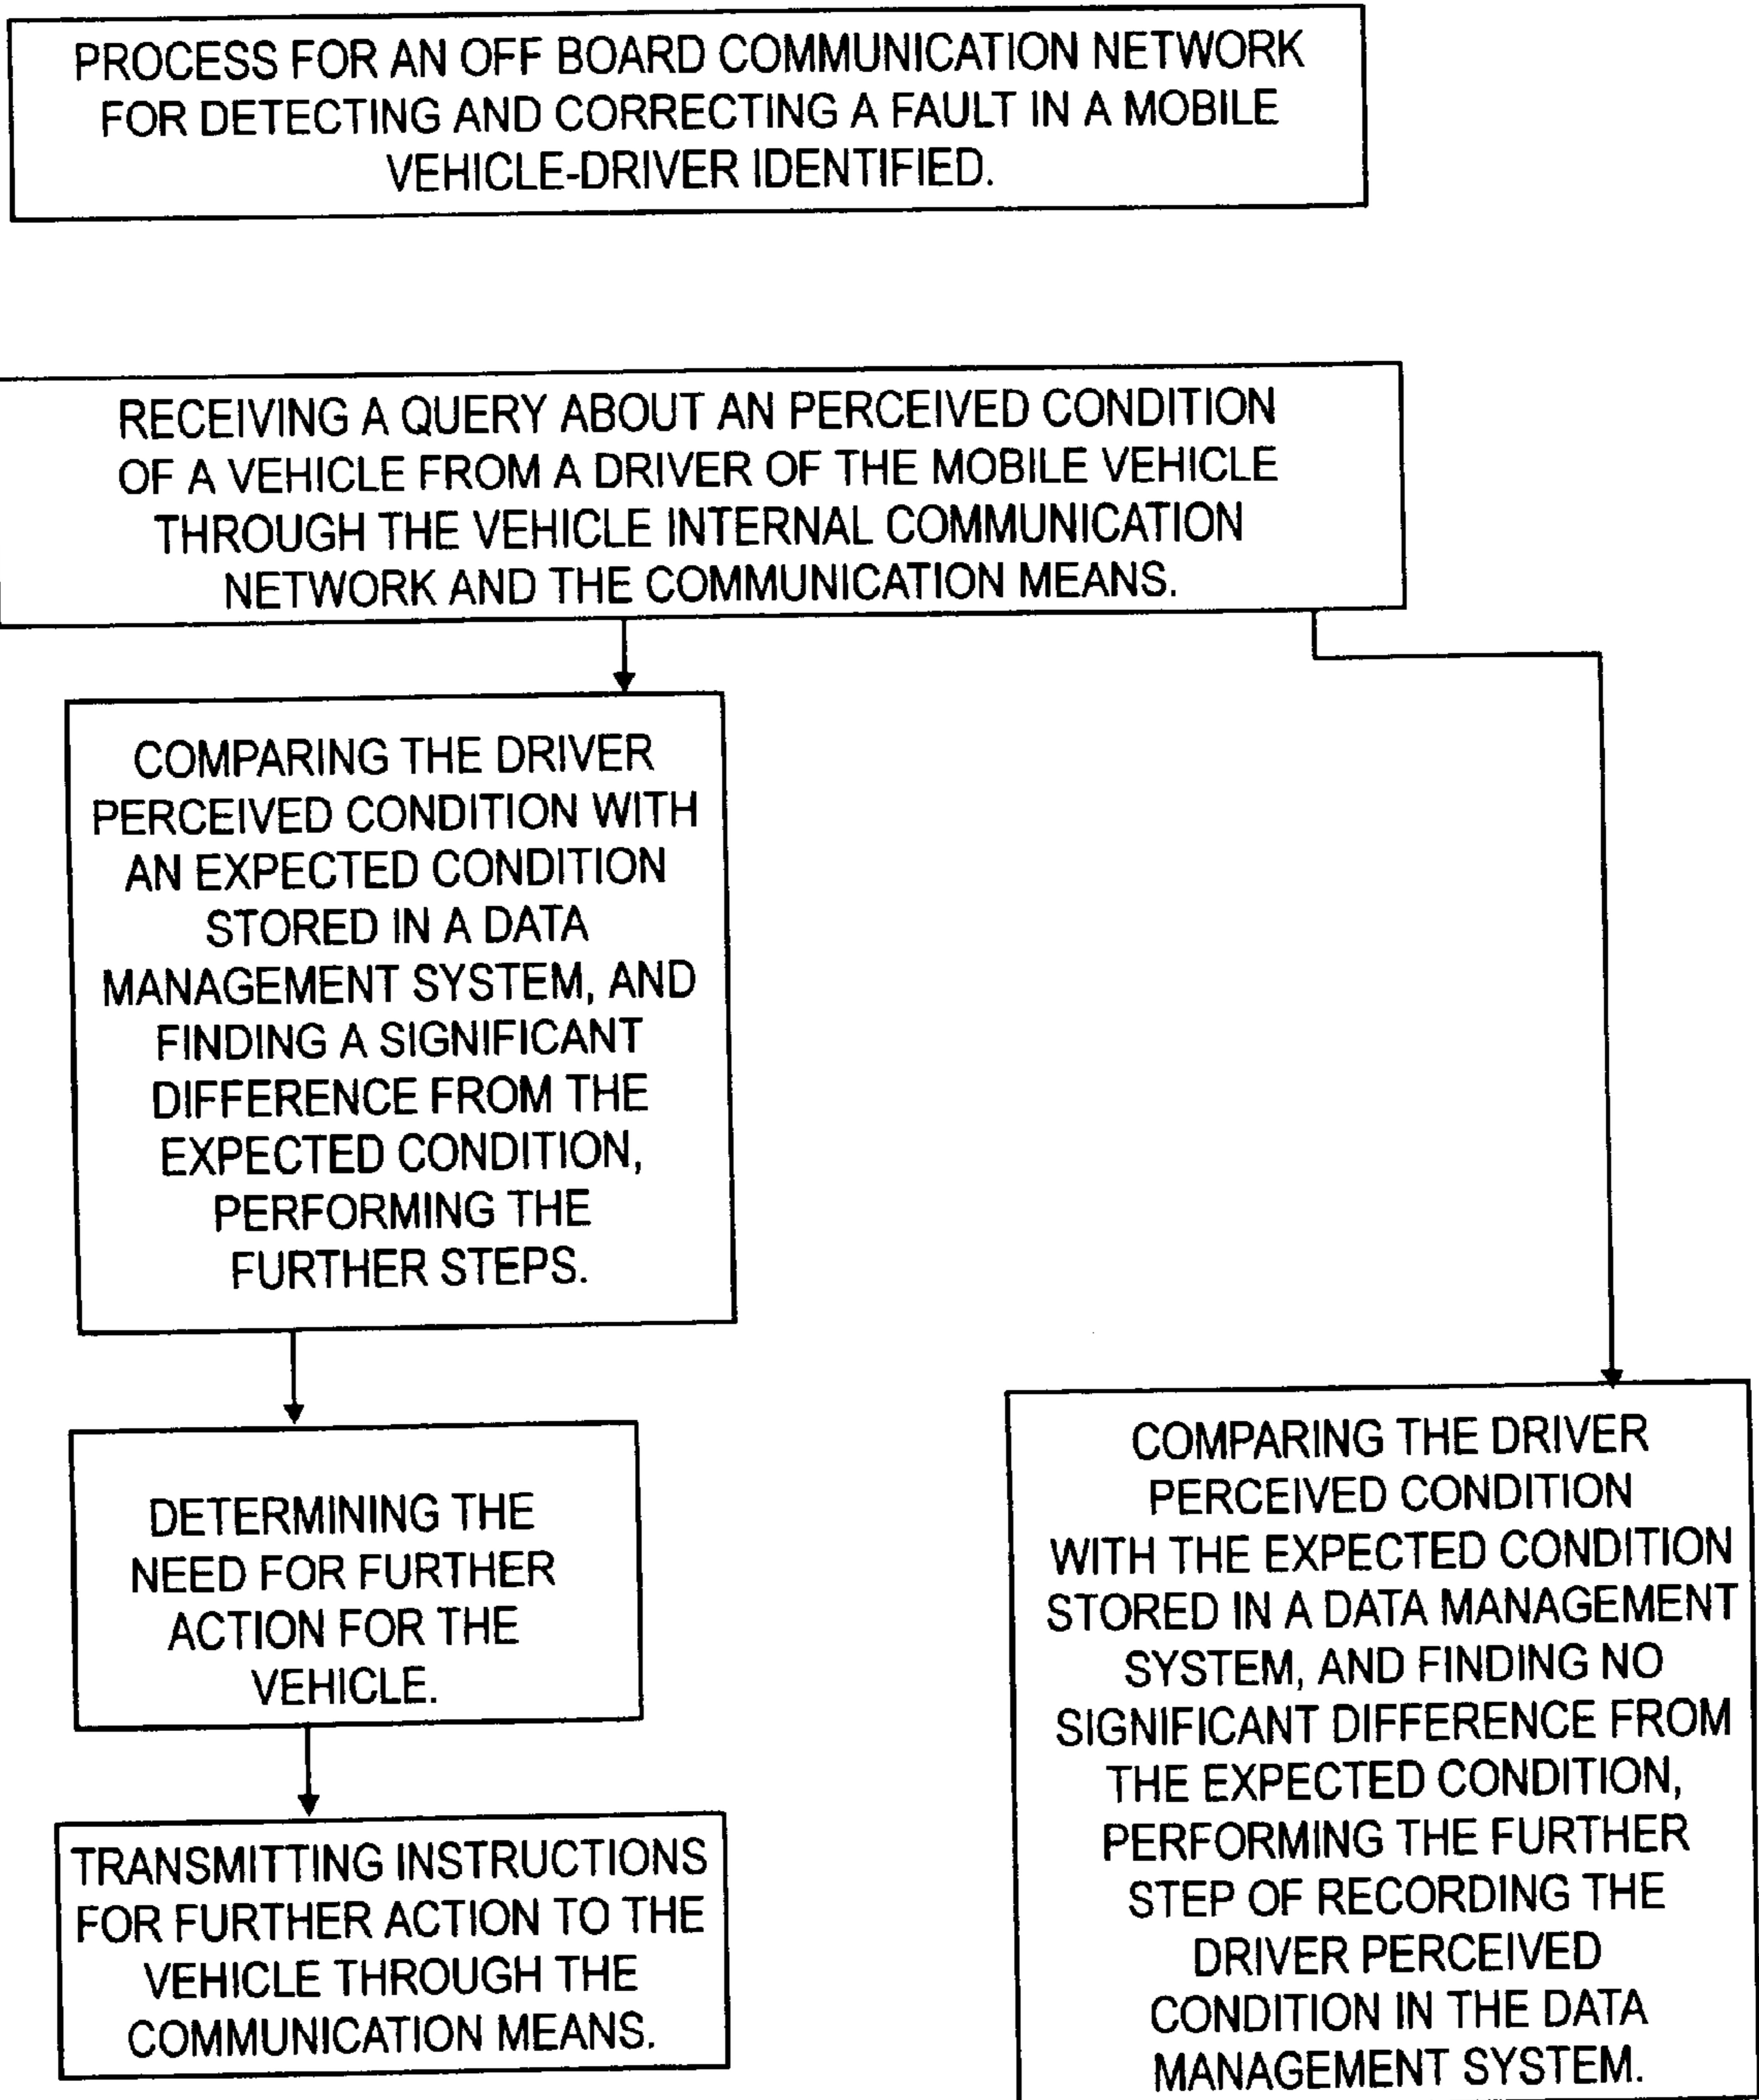 PROCESS FOR AN OFF BOARD COMMUNICATION NETWORK
FOR DETECTING AND CORRECTING A FAULT IN A MOBILE
VEHICLE-DRIVER IDENTIFIED.
RECEIVING A QUERY ABOUT AN PERCEIVED CONDITION
OF A VEHICLE FROM A DRIVER OF THE MOBILE VEHICLE
THROUGH THE VEHICLE INTERNAL COMMUNICATION
NETWORK AND THE COMMUNICATION MEANS.
COMPARING THE DRIVER
PERCEIVED CONDITION WITH
AN EXPECTED CONDITION
STORED IN A DATA
MANAGEMENT SYSTEM, AND
FINDING A SIGNIFICANT
DIFFERENCE FROM THE
EXPECTED CONDITION,
PERFORMING THE
FURTHER STEPS.
DETERMINING THE
NEED FOR FURTHER
ACTION FOR THE
VEHICLE.
TRANSMITTING INSTRUCTIONS
FOR FURTHER ACTION TO THE
VEHICLE THROUGH THE
COMMUNICATION MEANS.
COMPARING THE DRIVER
PERCEIVED CONDITION
WITH THE EXPECTED CONDITION
STORED IN A DATA MANAGEMENT
SYSTEM, AND FINDING NO
SIGNIFICANT DIFFERENCE FROM
THE EXPECTED CONDITION,
PERFORMING THE FURTHER
STEP OF RECORDING THE
DRIVER PERCEIVED
CONDITION IN THE DATA
MANAGEMENT SYSTEM.